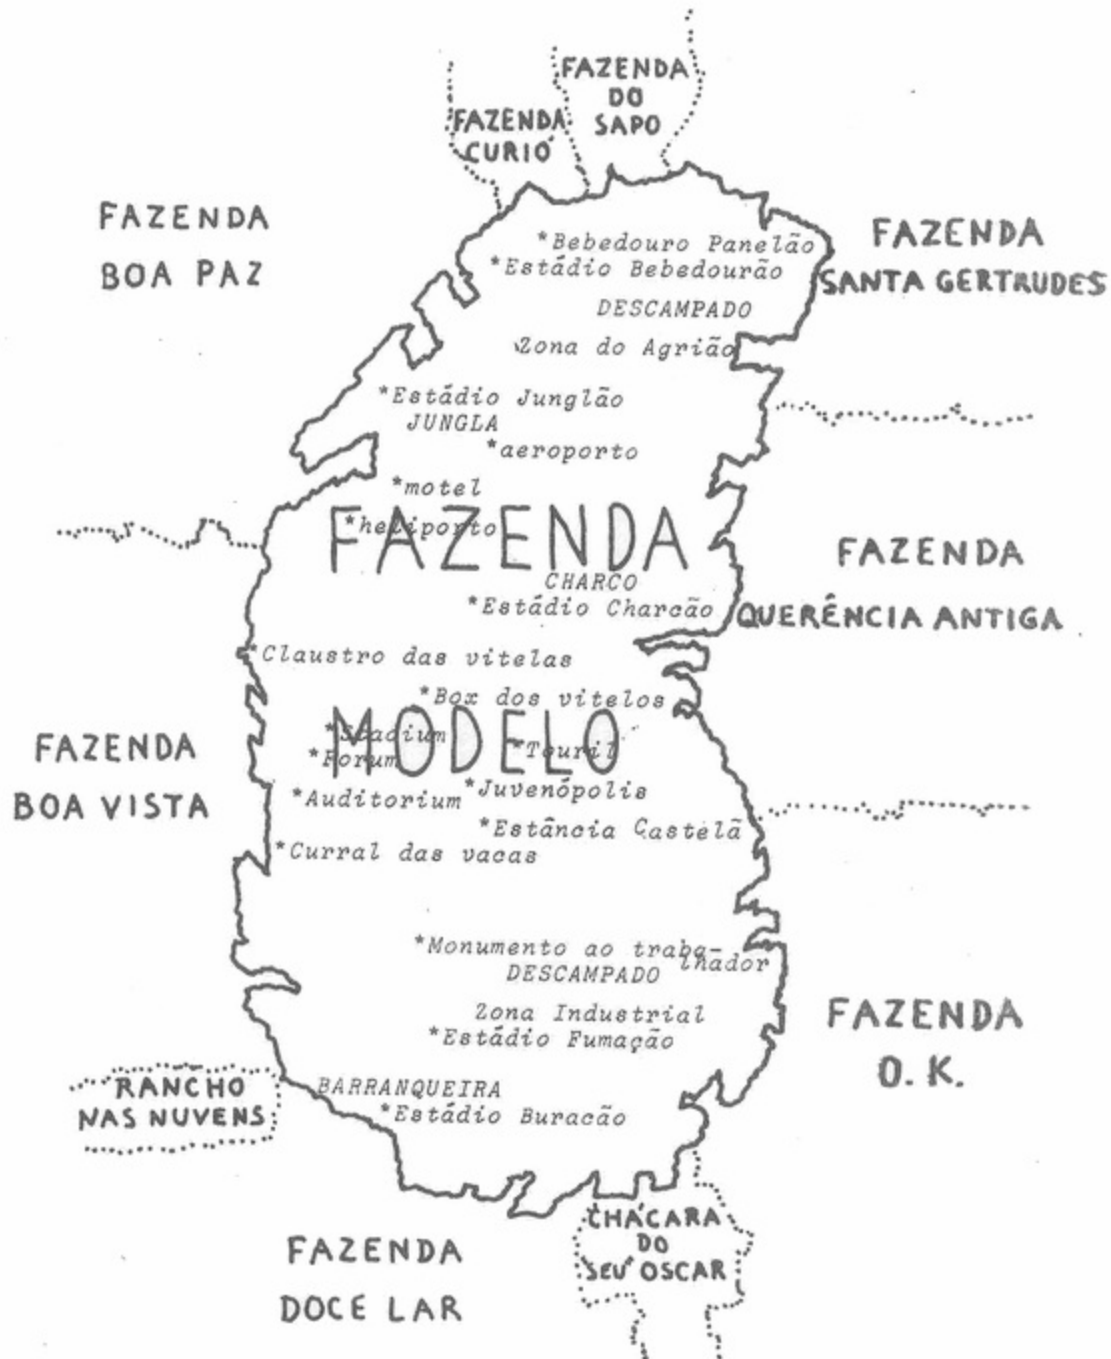 FAZENDA
DO
SAPO
FAZENDA
CURIÓ
FAZENDA
BOA PAZ
FAZENDA
SANTA GERTRUDES
*Bebedouro Panelão
*Estádio Bebedourão
DESCAMPADO
Zona do Agrião
*Estádio Junglão
JUNGLA
*aeroporto
*motel
*heliporto
FAZENDA
CHARCO
*Estádio Charcão
FAZENDA
QUERÊNCIA ANTIGA
*Claustro das vitelas
*Box dos vitelos
MODELO
*Stadium
*Touril
*Forum
*Juvenópolis
*Auditorium
*Estância Castelã
*Curral das vacas
FAZENDA
BOA VISTA
*Monumento ao traba-
lhador
DESCAMPADO
Zona Industrial
*Estádio Fumação
FAZENDA
O. K.
RANCHO
NAS NUVENS
BARRANQUEIRA
*Estádio Buracão
CHÁCARA
DO
"SEU" OSCAR
FAZENDA
DOCE LAR